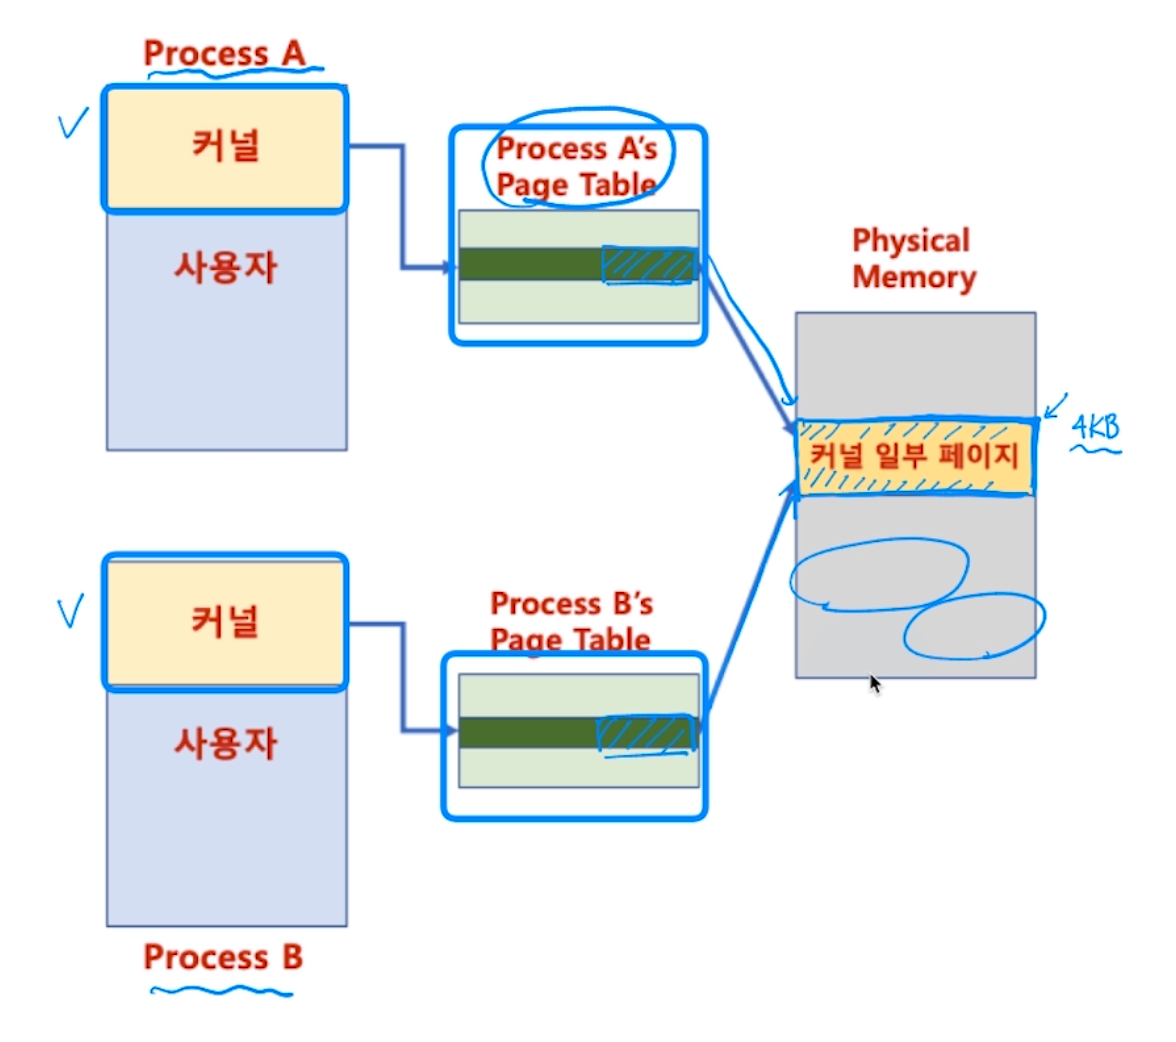 Process A
커널
사용자
Process A's
Page Table
Physical
Memory
커널 일부 페이지
4KB
커널
사용자
Process B's
Page Table
Process B